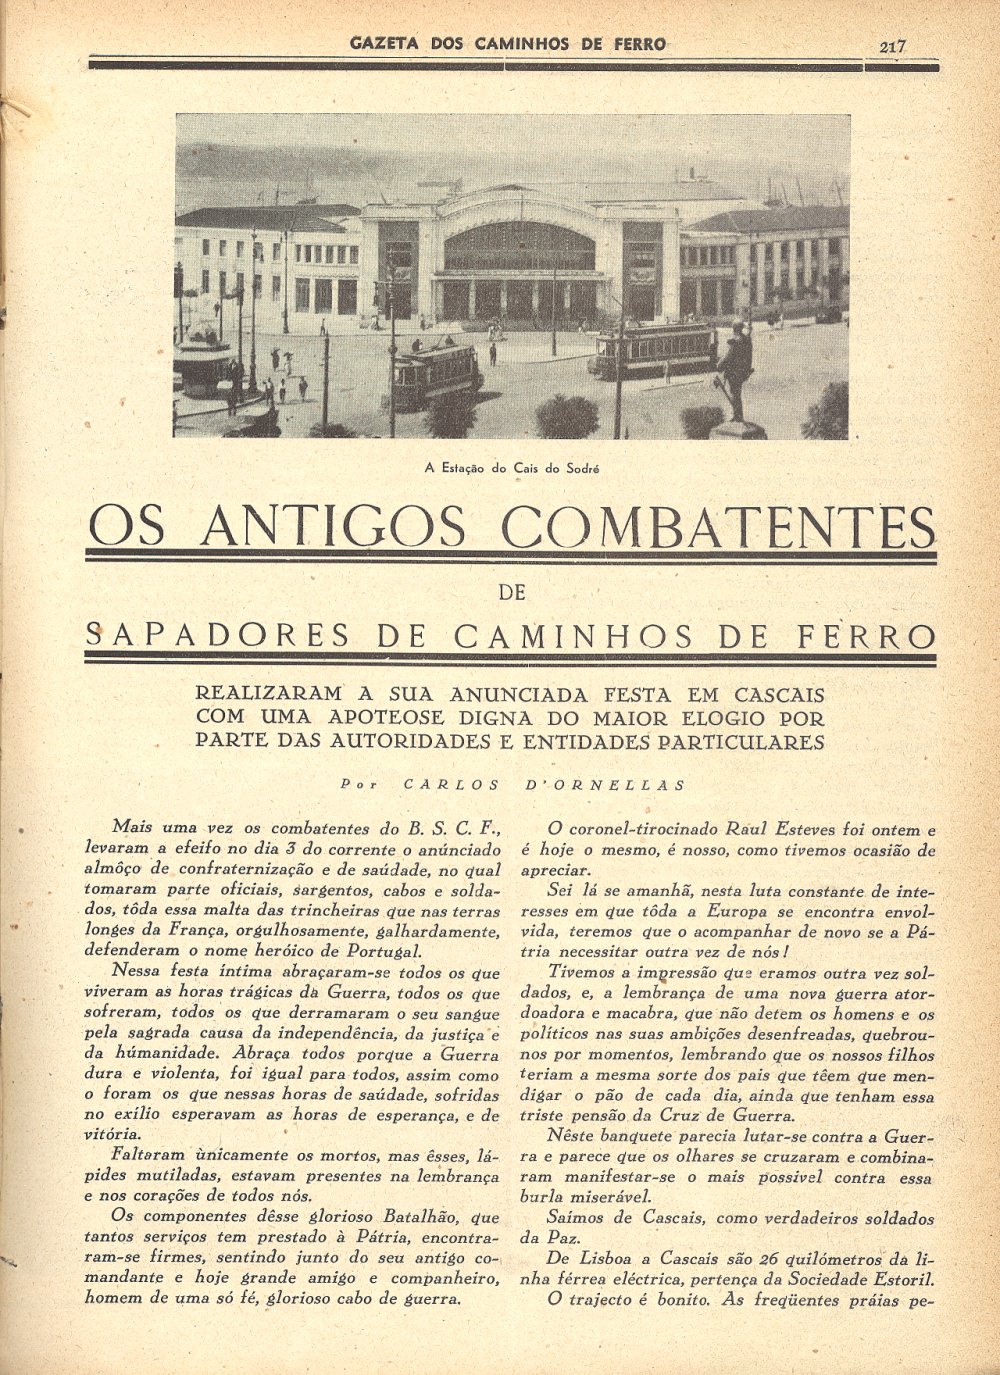 GAZETA DOS CAMINHOS DE FERRO
217
A Estação do Cais do Sodré
OS ANTIGOS COMBATENTES
DE
SAPADORES DE CAMINHOS DE FERRO
REALIZARAM A SUA ANUNCIADA FESTA EM CASCAIS
COM UMA APOTEOSE DIGNA DO MAIOR ELOGIO POR
PARTE DAS AUTORIDADES E ENTIDADES PARTICULARES
Por CARLOS D'ORNELLAS
Mais uma vez os combatentes do B. S. C. F.,
levaram a efeifo no dia 3 do corrente o anúnciado
almôço de confraternização e de saúdade, no qual
tomaram parte oficiais, sargentos, cabos e solda-
dos, tôda essa malta das trincheiras que nas terras
longes da França, orgulhosamente, galhardamente,
defenderam o nome heróico de Portugal.
Nessa festa íntima abraçaram-se todos os que
viveram as horas trágicas da Guerra, todos os que
sofreram, todos os que derramaram o seu sangue
pela sagrada causa da independência, da justiça e
da húmanidade. Abraça todos porque a Guerra
dura e violenta, foi igual para todos, assim como
o foram os que nessas horas de saúdade, sofridas
no exílio esperavam as horas de esperança, e de
vitória.
Faltaram ùnicamente os mortos, mas êsses, lá-
pides mutiladas, estavam presentes na lembrança
e nos corações de todos nós.
Os componentes dêsse glorioso Batalhão, que
tantos serviços tem prestado à Pátria, encontra-
ram-se firmes, sentindo junto do seu antigo co-
mandante e hoje grande amigo e companheiro,
homem de uma só fé, glorioso cabo de guerra.
O coronel-tirocinado Raul Esteves foi ontem e
é hoje o mesmo, é nosso, como tivemos ocasião de
apreciar.
Sei lá se amanhã, nesta luta constante de inte-
resses em que tôda a Europa se encontra envol-
vida, teremos que o acompanhar de novo se a Pá-
tria necessitar outra vez de nós!
Tivemos a impressão que eramos outra vez sol-
dados, e, a lembrança de uma nova guerra ator-
doadora e macabra, que não detem os homens e os
políticos nas suas ambições desenfreadas, quebrou-
nos por momentos, lembrando que os nossos filhos
teriam a mesma sorte dos pais que têem que men-
digar o pão de cada dia, ainda que tenham essa
triste pensão da Cruz de Guerra.
Nêste banquete parecia lutar-se contra a Guer-
ra e parece que os olhares se cruzaram e combina-
ram manifestar-se o mais possivel contra essa
burla miserável.
Saímos de Cascais, como verdadeiros soldados
da Paz.
De Lisboa a Cascais são 26 quilómetros da li-
nha férrea eléctrica, pertença da Sociedade Estoril.
O trajecto é bonito. As freqüentes práias pe-